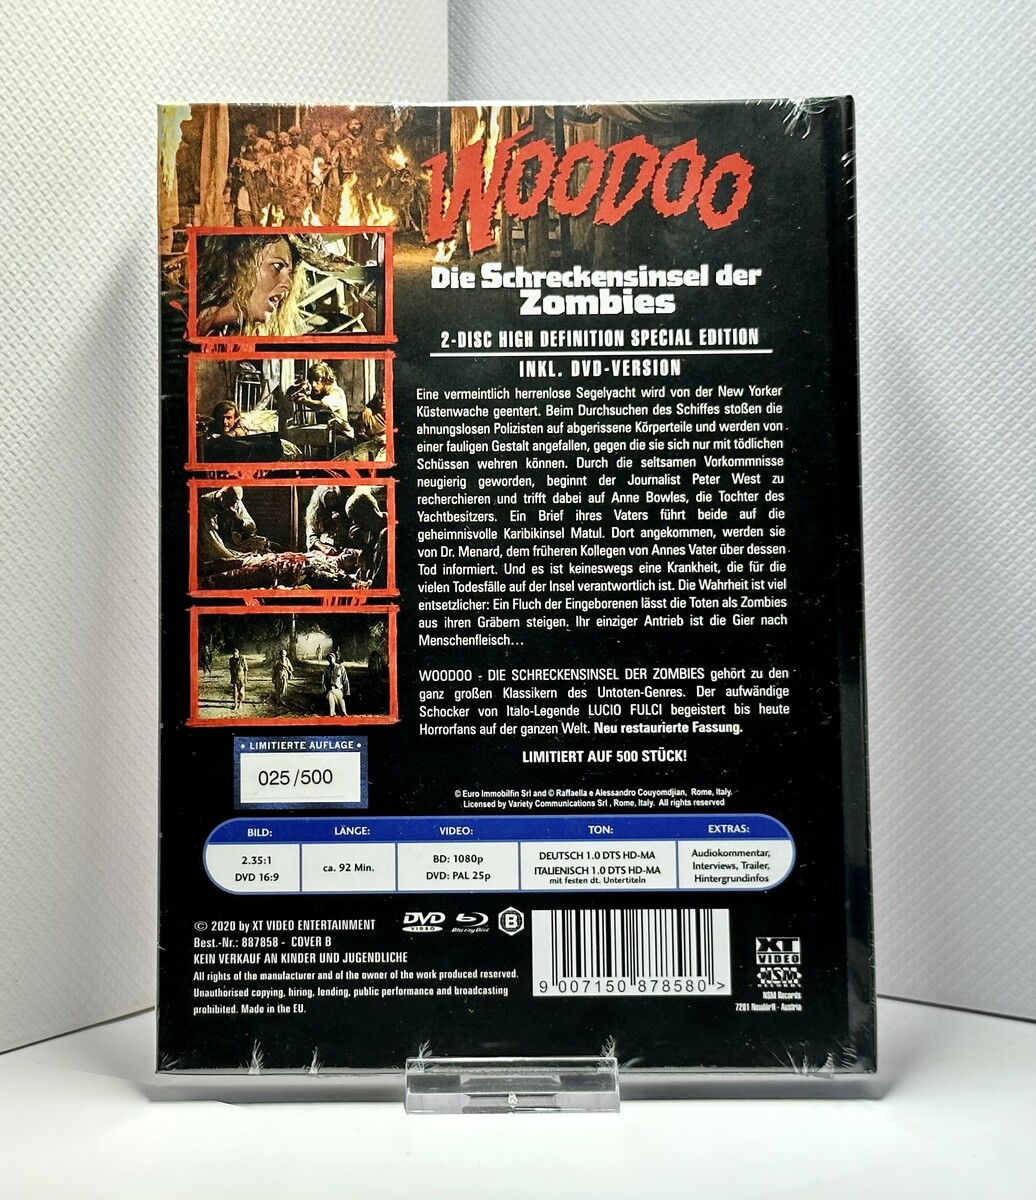 WOODOO
Die Schreckensinsel der
Zombies
2-DISC HIGH DEFINITION SPECIAL EDITION
INKL. DVD-VERSION
Eine vermeintlich herrenlose Segelyacht wird von der New Yorker
Küstenwache geentert. Beim Durchsuchen des Schiffes stoßen die
ahnungslosen Polizisten auf abgerissene Körperteile und werden von
einer fauligen Gestalt angefallen, gegen die sie sich nur mit tödlichen
Schüssen wehren können. Durch die seltsamen Vorkommnisse
neugierig geworden, beginnt der Journalist Peter West zu
recherchieren und trifft dabei auf Anne Bowles, die Tochter des
Yachtbesitzers. Ein Brief ihres Vaters führt beide auf die
geheimnisvolle Karibikinsel Matul. Dort angekommen, werden sie
von Dr. Menard, dem früheren Kollegen von Annes Vater über dessen
Tod informiert. Und es ist keineswegs eine Krankheit, die für die
vielen Todesfälle auf der Insel verantwortlich ist. Die Wahrheit ist viel
entsetzlicher: Ein Fluch der Eingeborenen lässt die Toten als Zombies
aus ihren Gräbern steigen. Ihr einziger Antrieb ist die Gier nach
Menschenfleisch...
WOODOO - DIE SCHRECKENSINSEL DER ZOMBIES gehört zu den
ganz großen Klassikern des Untoten-Genres. Der aufwändige
Schocker von Italo-Legende LUCIO FULCI begeistert bis heute
Horrorfans auf der ganzen Welt. Neu restaurierte Fassung.
LIMITIERT AUF 500 STÜCK!
• LIMITIERTE AUFLAGE •
025/500
© Euro Immobilfin Srl and © Raffaella e Alessandro Couyomdjian, Rome, Italy.
Licensed by Variety Communications Srl , Rome, Italy. All rights reserved
BILD: LÄNGE: VIDEO: TON: EXTRAS:
2.35:1
DVD 16:9
ca. 92 Min.
BD: 1080p
DVD: PAL 25p
DEUTSCH 1.0 DTS HD-MA
ITALIENISCH 1.0 DTS HD-MA
mit festen dt. Untertiteln
Audiokommentar,
Interviews, Trailer,
Hintergrundinfos
© 2020 by XT VIDEO ENTERTAINMENT
Best.-Nr.: 887858 - COVER B
KEIN VERKAUF AN KINDER UND JUGENDLICHE
All rights of the manufacturer and of the owner of the work produced reserved.
Unauthorised copying, hiring, lending, public performance and broadcasting
prohibited. Made in the EU.
DVD VIDEO
Blu-ray Disc
B
9 007150 878580 >
XT
VIDEO
NSM
RECORDS
NSM Records
7201 Neudörfl - Austria